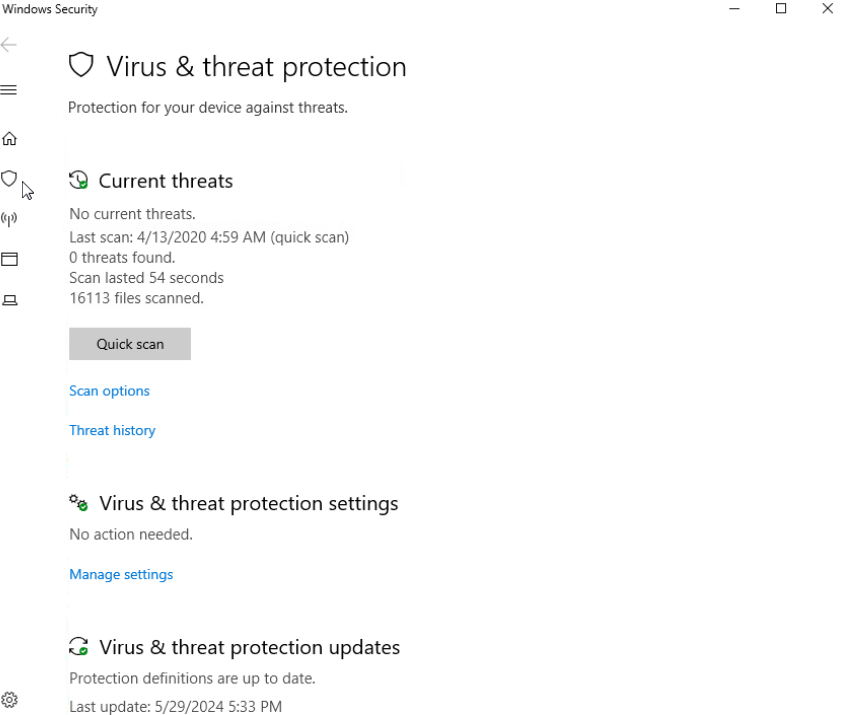 Windows Security
Virus & threat protection
Protection for your device against threats.
Current threats
No current threats.
Last scan: 4/13/2020 4:59 AM (quick scan)
0 threats found.
Scan lasted 54 seconds
16113 files scanned.
Quick scan
Scan options
Threat history
Virus & threat protection settings
No action needed.
Manage settings
Virus & threat protection updates
Protection definitions are up to date.
Last update: 5/29/2024 5:33 PM